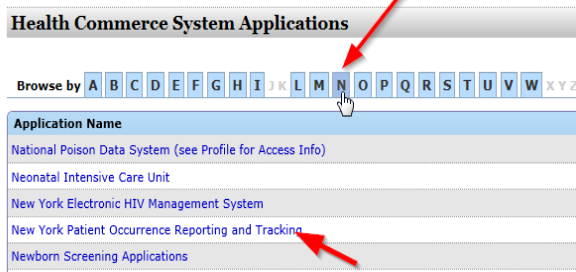 Health Commerce System Applications
Browse by A B C D E F G H I J K L M N O P Q R S T U V W X Y Z
Application Name
National Poison Data System (see Profile for Access Info)
Neonatal Intensive Care Unit
New York Electronic HIV Management System
New York Patient Occurrence Reporting and Tracking
Newborn Screening Applications